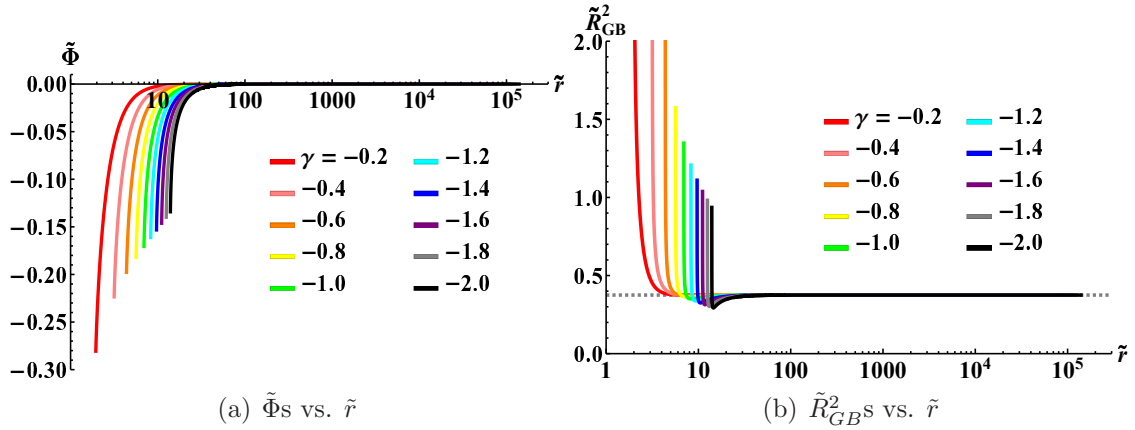 Φ̃
0.00
−0.05
−0.10
−0.15
−0.20
−0.25
−0.30
10 100 1000 10⁴ 10⁵ r̃
γ = −0.2 −1.2
−0.4 −1.4
−0.6 −1.6
−0.8 −1.8
−1.0 −2.0
(a) Φ̃s vs. r̃
R̃²_GB
2.0
1.5
1.0
0.5
0.0
1 10 100 1000 10⁴ 10⁵ r̃
γ = −0.2 −1.2
−0.4 −1.4
−0.6 −1.6
−0.8 −1.8
−1.0 −2.0
(b) R̃²_GBs vs. r̃